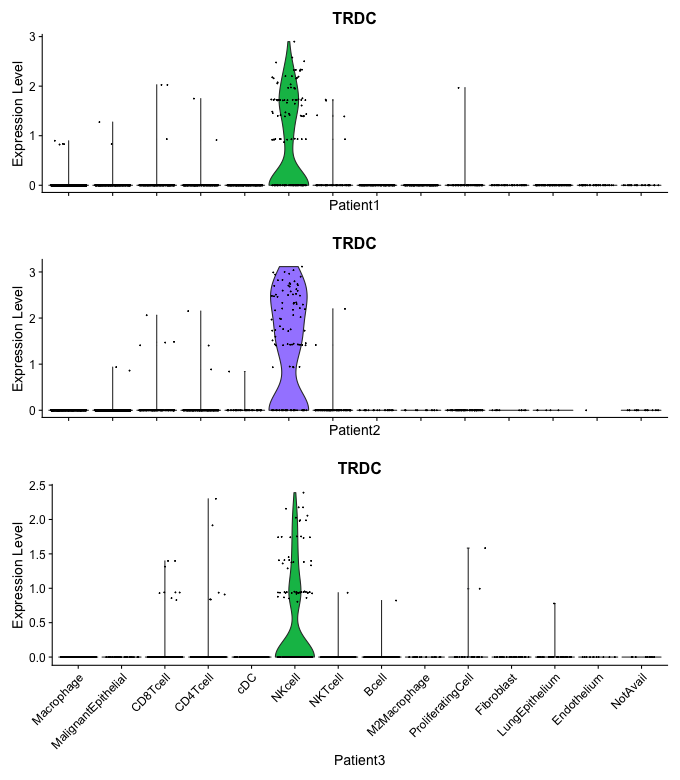 TRDC
Expression Level
3
2
1
0
Patient1
TRDC
Expression Level
3
2
1
0
Patient2
TRDC
Expression Level
2.5
2.0
1.5
1.0
0.5
0.0
Macrophage
MalignantEpithelial
CD8Tcell
CD4Tcell
cDC
NKcell
NKTcell
Bcell
M2Macrophage
ProliferatingCell
Fibroblast
LungEpithelium
Endothelium
NotAvail
Patient3